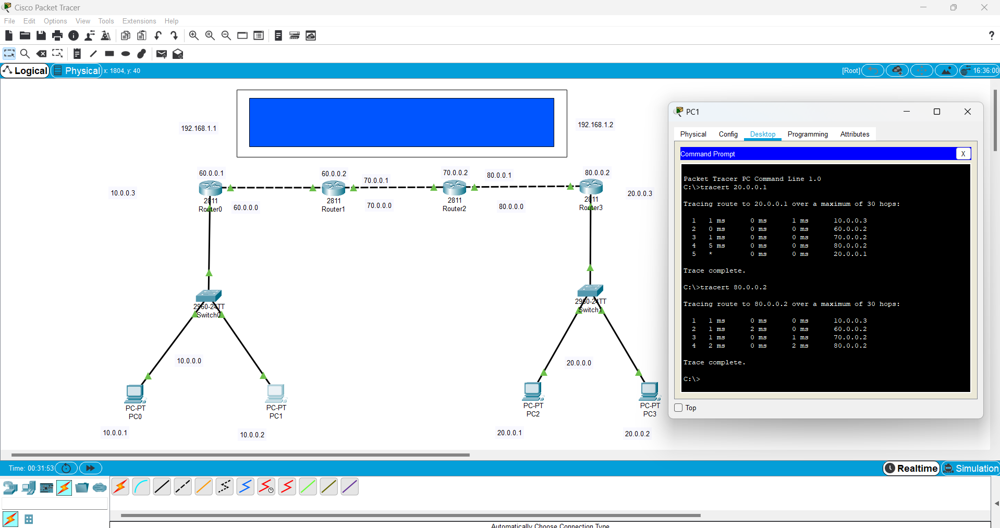 Cisco Packet Tracer
File Edit Options View Tools Extensions Help
?
Logical Physical x: 1804, y: 40 [Root] 16:36:00
192.168.1.1
192.168.1.2
60.0.0.1
60.0.0.2
70.0.0.1
70.0.0.2
80.0.0.1
80.0.0.2
10.0.0.3
20.0.0.3
2811
Router0
60.0.0.0
2811
Router1
70.0.0.0
2811
Router2
80.0.0.0
2811
Router3
2960-24TT
Switch0
2960-24TT
Switch1
10.0.0.0
20.0.0.0
PC-PT
PC0
PC-PT
PC1
PC-PT
PC2
PC-PT
PC3
10.0.0.1
10.0.0.2
20.0.0.1
20.0.0.2
PC1
Physical Config Desktop Programming Attributes
Command Prompt X
Packet Tracer PC Command Line 1.0
C:\>tracert 20.0.0.1
Tracing route to 20.0.0.1 over a maximum of 30 hops:
1 1 ms 0 ms 1 ms 10.0.0.3
2 0 ms 0 ms 0 ms 60.0.0.2
3 1 ms 0 ms 0 ms 70.0.0.2
4 5 ms 0 ms 0 ms 80.0.0.2
5 * 0 ms 0 ms 20.0.0.1
Trace complete.
C:\>tracert 80.0.0.2
Tracing route to 80.0.0.2 over a maximum of 30 hops:
1 1 ms 0 ms 0 ms 10.0.0.3
2 1 ms 2 ms 0 ms 60.0.0.2
3 1 ms 0 ms 1 ms 70.0.0.2
4 2 ms 0 ms 2 ms 80.0.0.2
Trace complete.
C:\>
Top
Time: 00:31:53
Realtime Simulation
Automatically Choose Connection Type